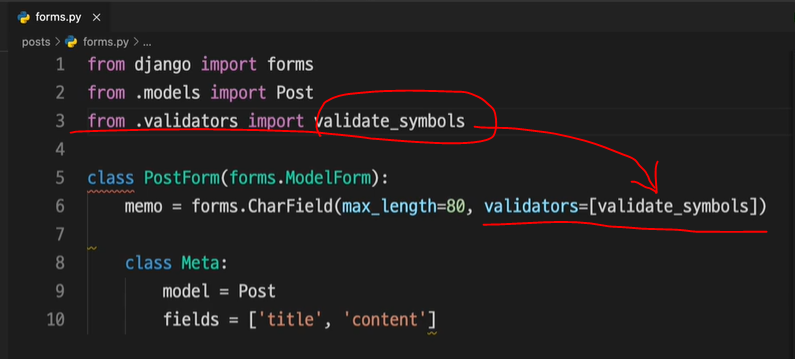 forms.py ×
posts > forms.py > ...
1 from django import forms
2 from .models import Post
3 from .validators import validate_symbols
4
5 class PostForm(forms.ModelForm):
6     memo = forms.CharField(max_length=80, validators=[validate_symbols])
7
8     class Meta:
9         model = Post
10         fields = ['title', 'content']